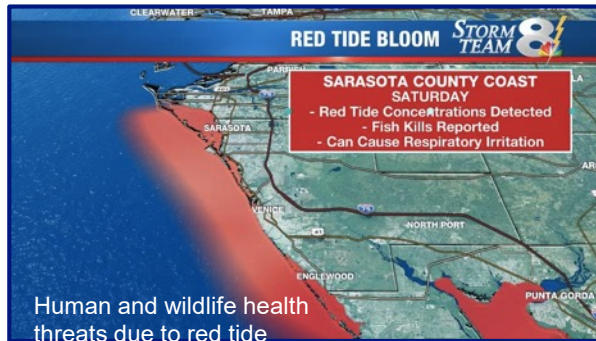 CLEARWATER TAMPA
RED TIDE BLOOM STORM TEAM 8
PARRISH
SARASOTA COUNTY COAST
SATURDAY
- Red Tide Concentrations Detected
- Fish Kills Reported
- Can Cause Respiratory Irritation
SARASOTA
VENICE
NORTH PORT
ENGLEWOOD
PUNTA GORDA
Human and wildlife health
threats due to red tide